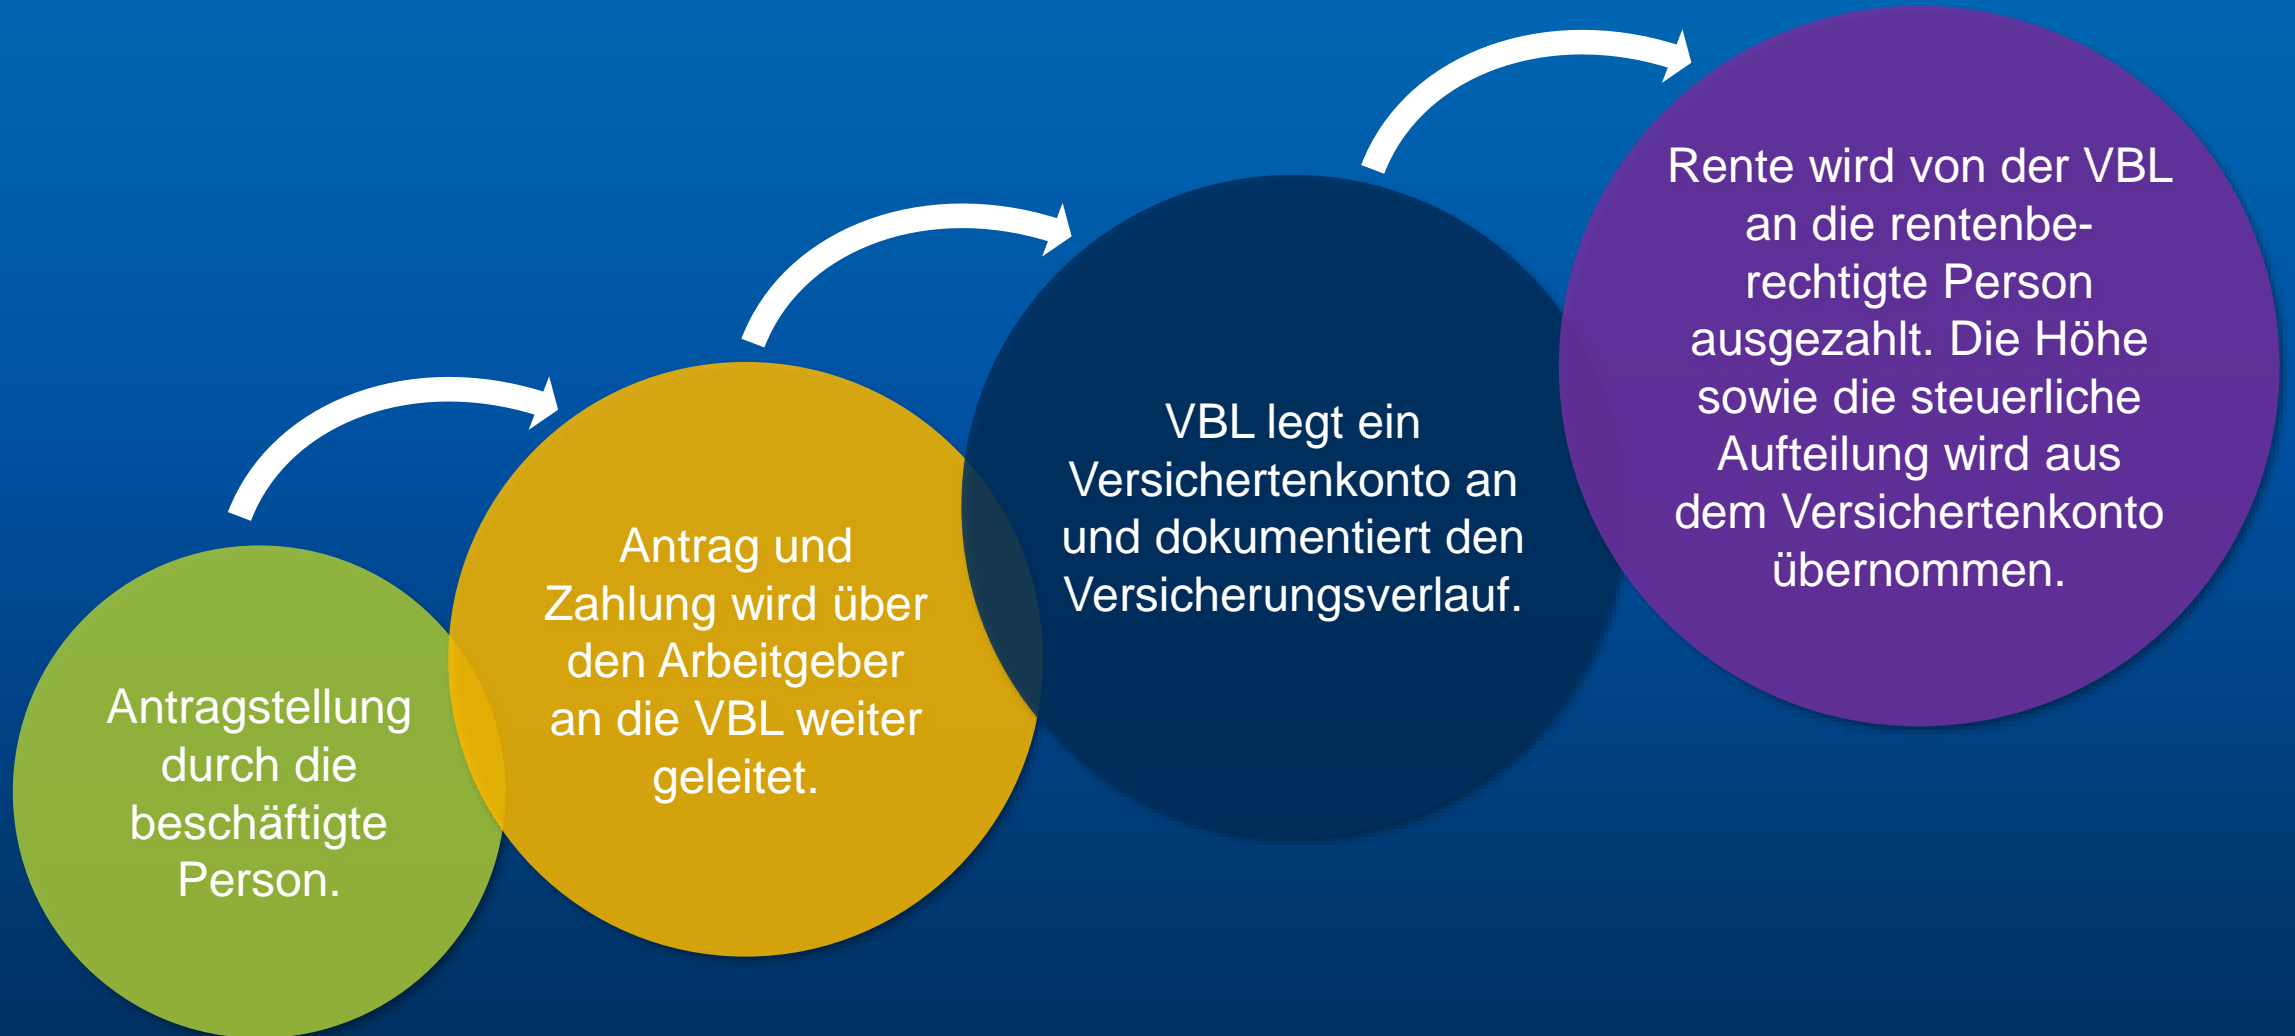 Antragstellung
durch die
beschäftigte
Person.
Antrag und
Zahlung wird über
den Arbeitgeber
an die VBL weiter
geleitet.
VBL legt ein
Versichertenkonto an
und dokumentiert den
Versicherungsverlauf.
Rente wird von der VBL
an die rentenbe-
rechtigte Person
ausgezahlt. Die Höhe
sowie die steuerliche
Aufteilung wird aus
dem Versichertenkonto
übernommen.